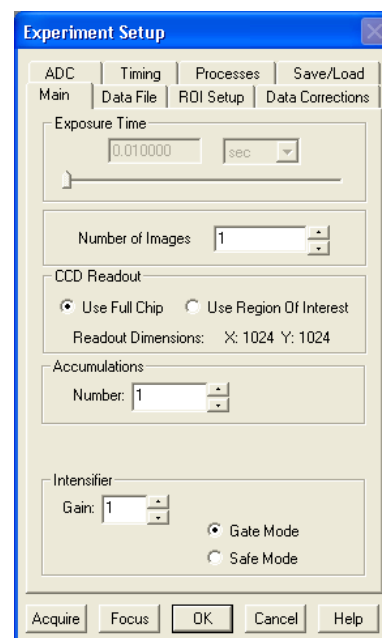 Experiment Setup
ADC Timing Processes Save/Load
Main Data File ROI Setup Data Corrections
Exposure Time
0.010000 sec
Number of Images 1
CCD Readout
Use Full Chip Use Region Of Interest
Readout Dimensions: X: 1024 Y: 1024
Accumulations
Number: 1
Intensifier
Gain: 1
Gate Mode
Safe Mode
Acquire Focus OK Cancel Help